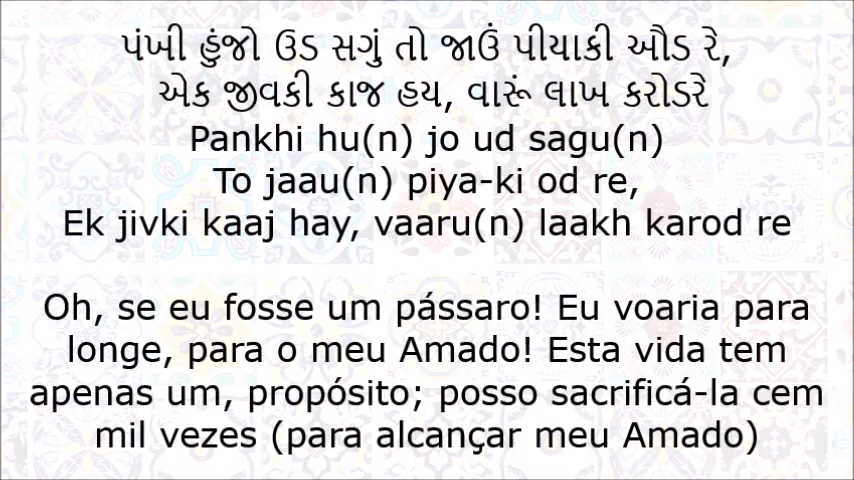 પંખી હુંજો ઉડ સગું તો જાઉં પીયાકી ઔડ રે,
એક જીવકી કાજ હય, વારૂં લાખ કરોડરે
Pankhi hu(n) jo ud sagu(n)
To jaau(n) piya-ki od re,
Ek jivki kaaj hay, vaaru(n) laakh karod re
Oh, se eu fosse um pássaro! Eu voaria para
longe, para o meu Amado! Esta vida tem
apenas um, propósito; posso sacrificá-la cem
mil vezes (para alcançar meu Amado)